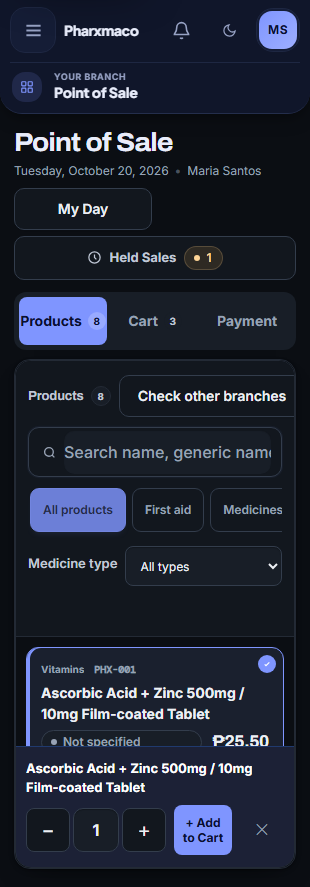 Pharxmaco
MS
YOUR BRANCH
Point of Sale
Point of Sale
Tuesday, October 20, 2026 • Maria Santos
My Day
Held Sales 1
Products 8 Cart 3 Payment
Products 8 Check other branches
Search name, generic name
All products First aid Medicines
Medicine type All types
Vitamins PHX-001
Ascorbic Acid + Zinc 500mg /
10mg Film-coated Tablet
Not specified ₱25.50
Ascorbic Acid + Zinc 500mg / 10mg
Film-coated Tablet
− 1 + + Add
to Cart